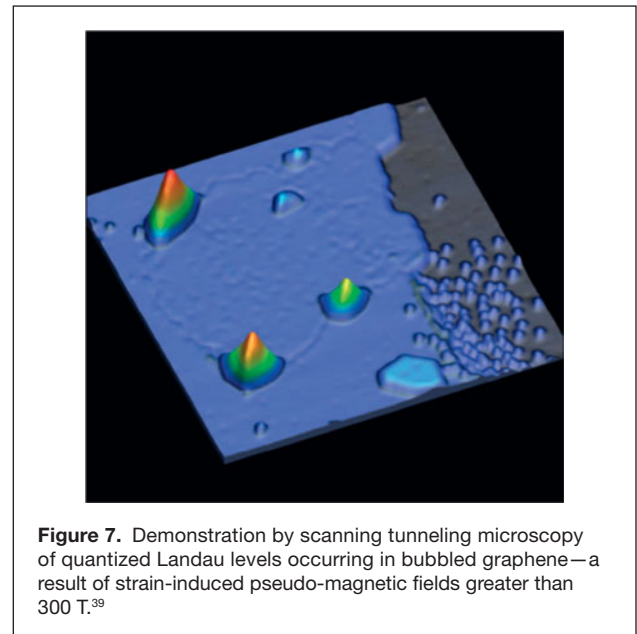 Figure 7. Demonstration by scanning tunneling microscopy
of quantized Landau levels occurring in bubbled graphene—a
result of strain-induced pseudo-magnetic fields greater than
300 T.39